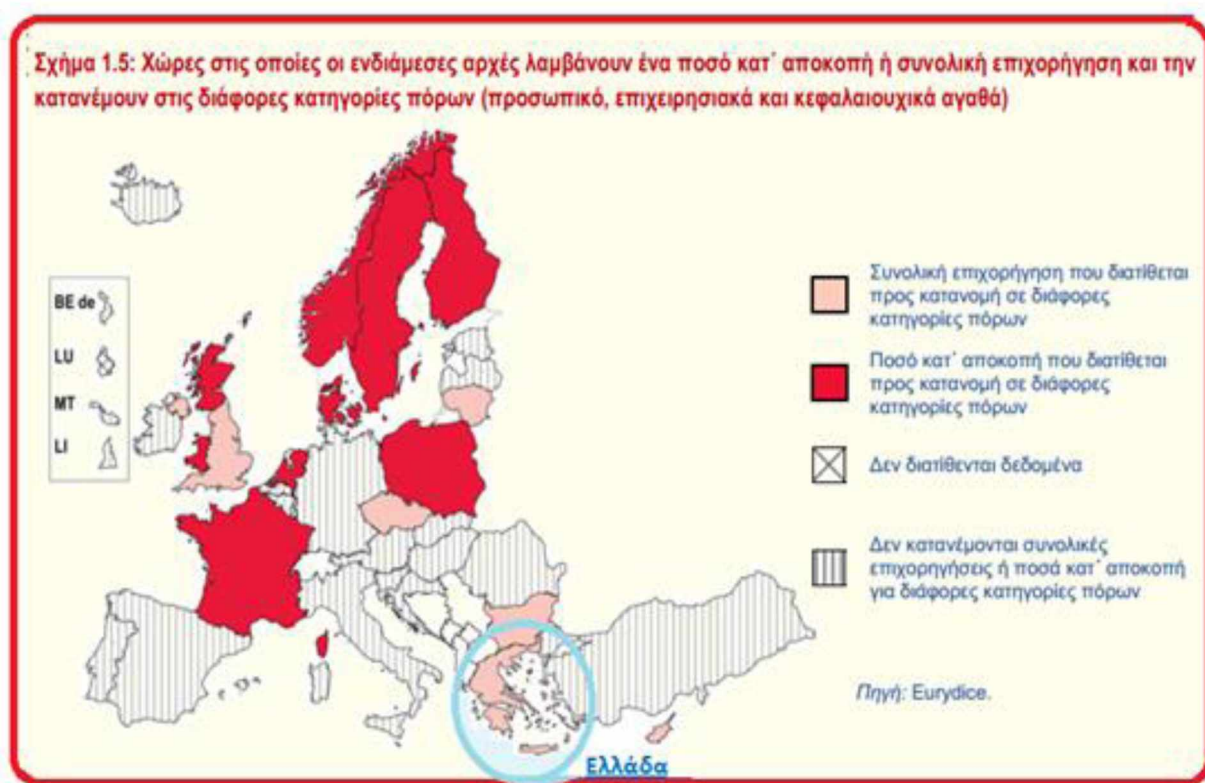 Σχήμα 1.5: Χώρες στις οποίες οι ενδιάμεσες αρχές λαμβάνουν ένα ποσό κατ΄ αποκοπή ή συνολική επιχορήγηση και την
κατανέμουν στις διάφορες κατηγορίες πόρων (προσωπικό, επιχειρησιακά και κεφαλαιουχικά αγαθά)
BE de
LU
MT
LI
Συνολική επιχορήγηση που διατίθεται
προς κατανομή σε διάφορες
κατηγορίες πόρων
Ποσό κατ΄ αποκοπή που διατίθεται
προς κατανομή σε διάφορες
κατηγορίες πόρων
Δεν διατίθενται δεδομένα
Δεν κατανέμονται συνολικές
επιχορηγήσεις ή ποσά κατ΄ αποκοπή
για διάφορες κατηγορίες πόρων
Πηγή: Eurydice.
Ελλάδα